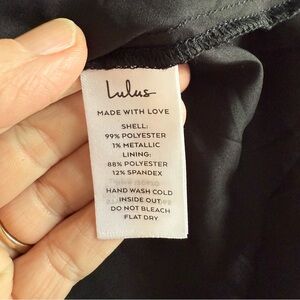 Lulus
MADE WITH LOVE
SHELL:
99% POLYESTER
1% METALLIC
LINING:
88% POLYESTER
12% SPANDEX
HAND WASH COLD
INSIDE OUT
DO NOT BLEACH
FLAT DRY